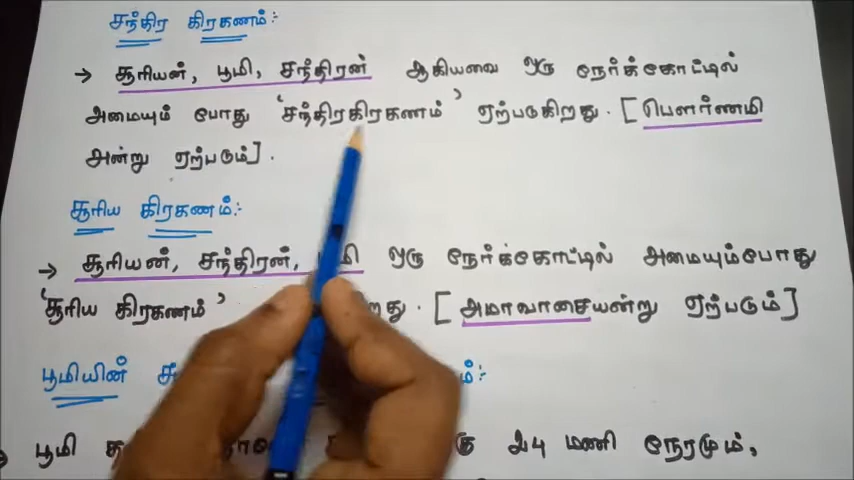 சந்திர கிரகணம்:
→ சூரியன், பூமி, சந்திரன் ஆகியவை ஒரு நேர்க்கோட்டில்
அமையும் போது 'சந்திரகிரகணம்' ஏற்படுகிறது. [பௌர்ணமி
அன்று ஏற்படும்].
சூரிய கிரகணம்:
→ சூரியன், சந்திரன், ஒரு நேர்க்கோட்டில் அமையும்போது
'சூரிய கிரகணம்' [அமாவாசையன்று ஏற்படும்]
பூமியின்
பூமி மணி நேரமும்,